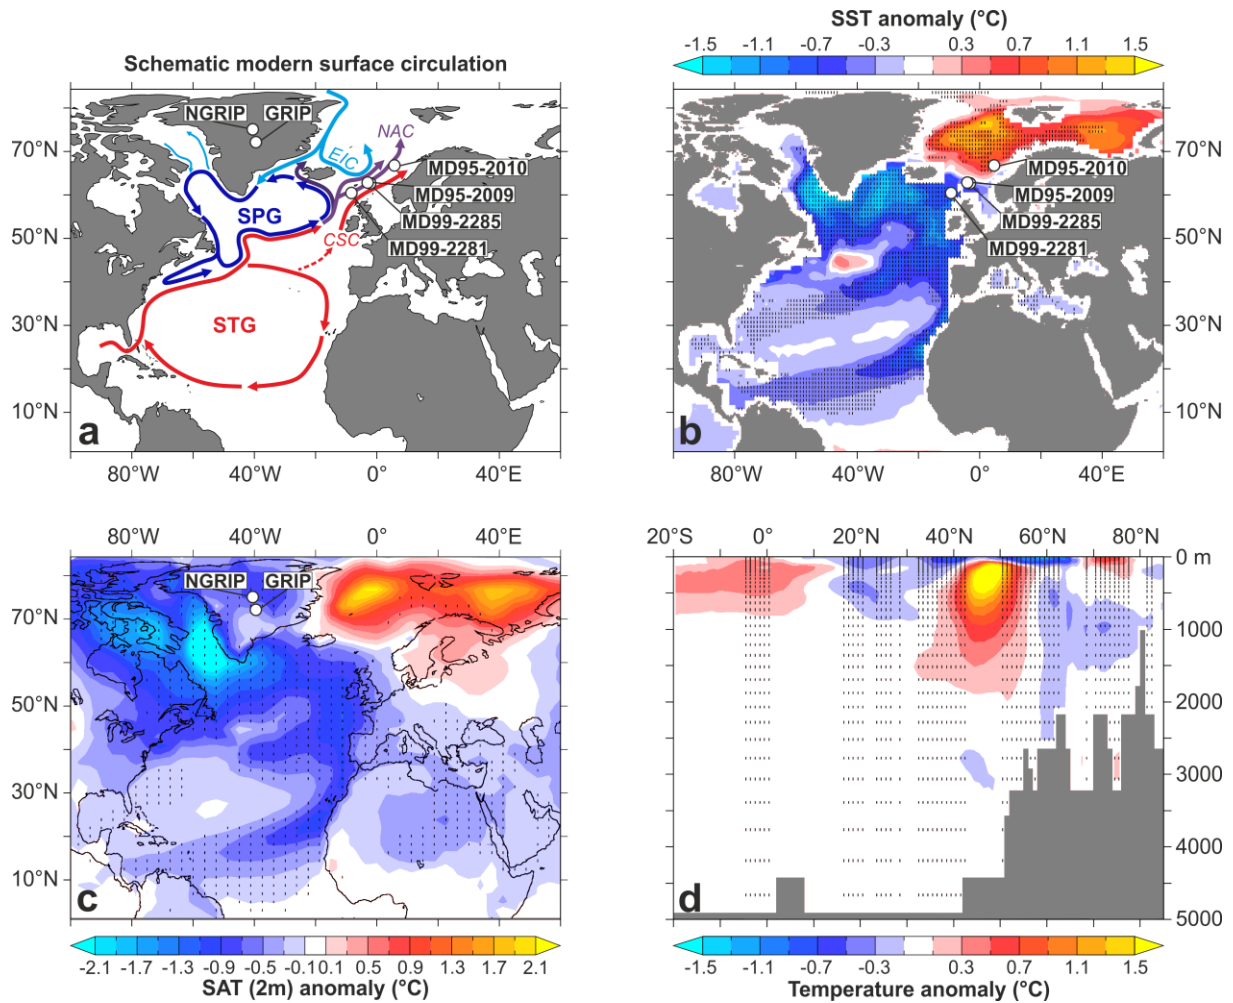 Schematic modern surface circulation
NGRIP GRIP
NAC
EIC
MD95-2010
MD95-2009
MD99-2285
MD99-2281
SPG
CSC
STG
70°N
50°N
30°N
10°N
a
80°W 40°W 0° 40°E
SST anomaly (°C)
-1.5 -1.1 -0.7 -0.3 0.3 0.7 1.1 1.5
MD95-2010
MD95-2009
MD99-2285
MD99-2281
70°N
50°N
30°N
10°N
b
80°W 40°W 0° 40°E
80°W 40°W 0° 40°E
NGRIP GRIP
70°N
50°N
30°N
10°N
c
-2.1 -1.7 -1.3 -0.9 -0.5 -0.1 0.1 0.5 0.9 1.3 1.7 2.1
SAT (2m) anomaly (°C)
20°S 0° 20°N 40°N 60°N 80°N
0 m
1000
2000
3000
4000
5000
d
-1.5 -1.1 -0.7 -0.3 0.3 0.7 1.1 1.5
Temperature anomaly (°C)